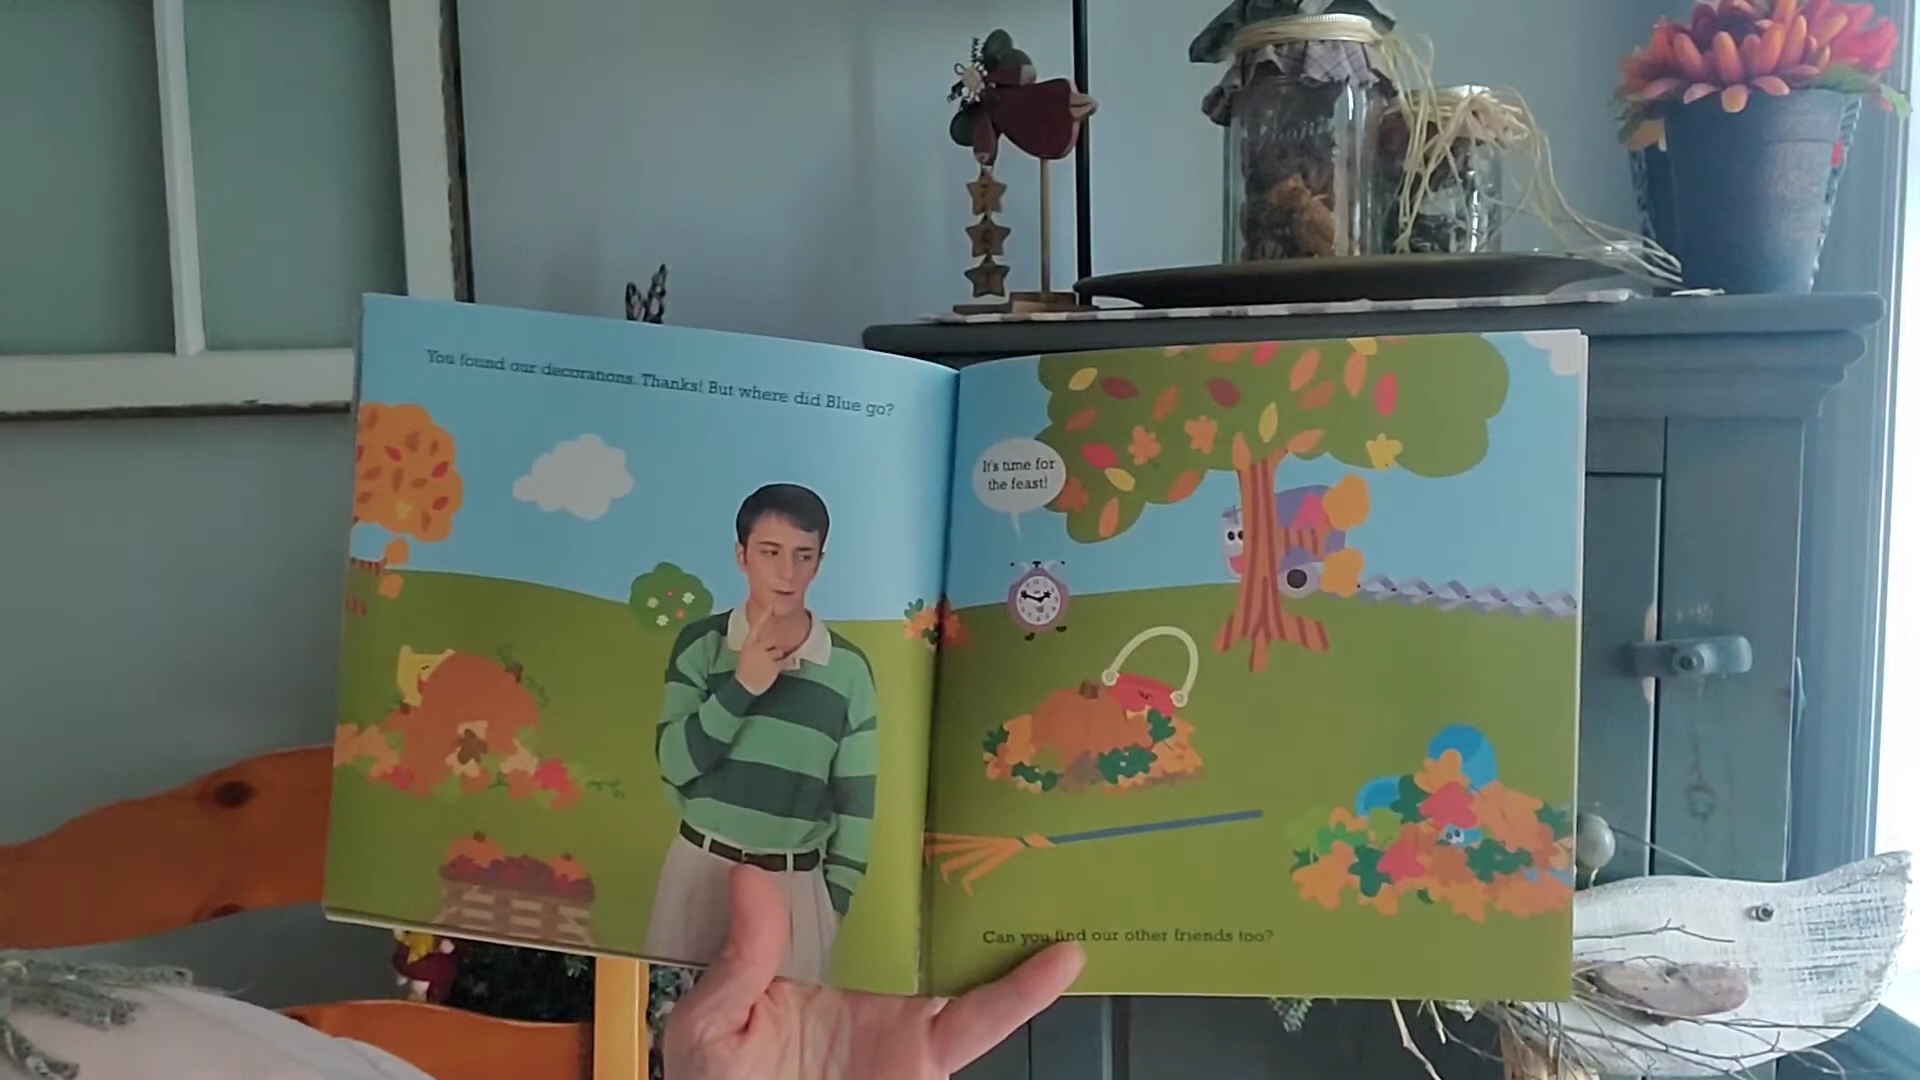 You found our decorations. Thanks! But where did Blue go?
It's time for
the feast!
Can you find our other friends too?